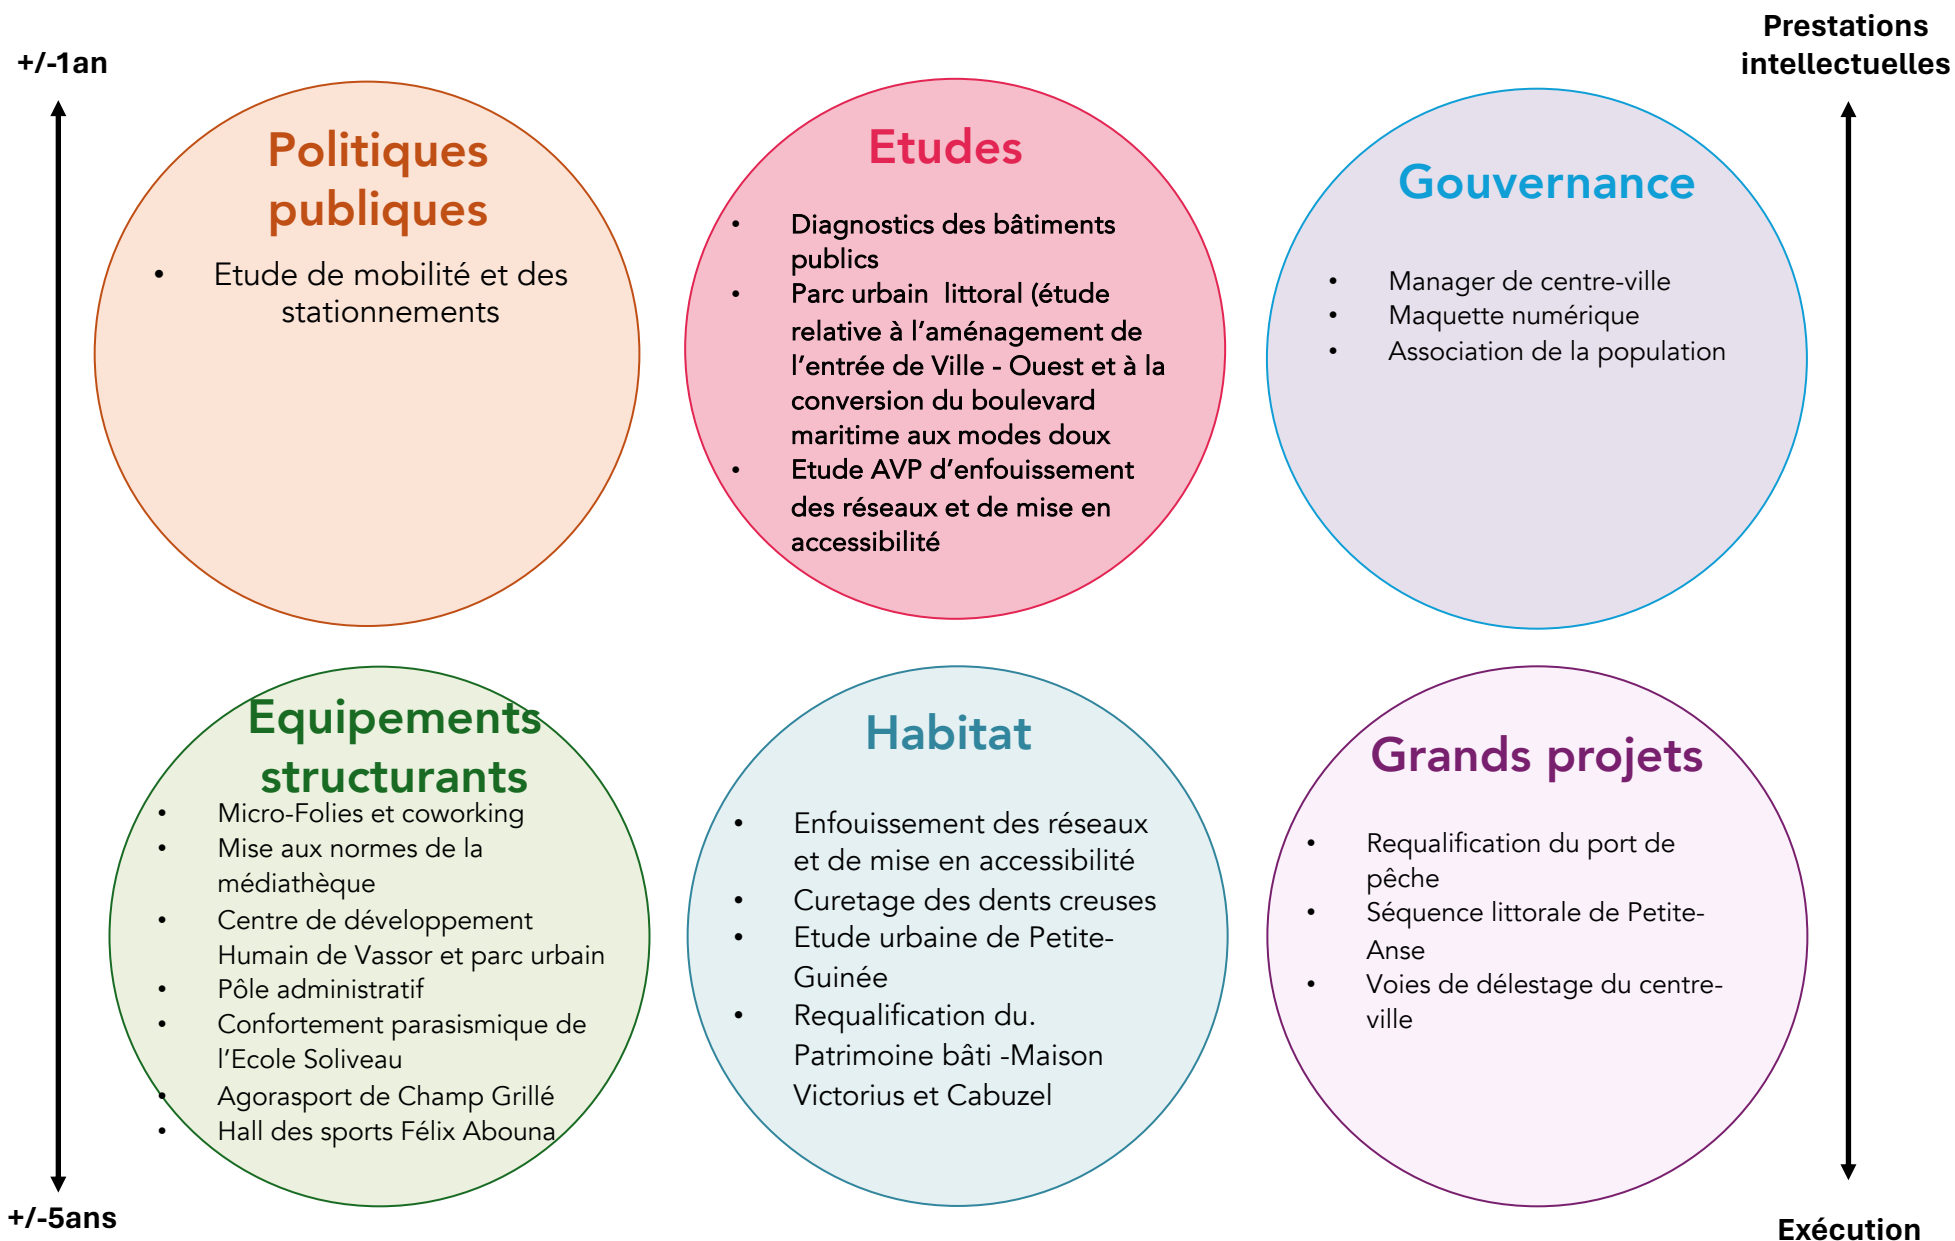 +/-1an
Prestations
intellectuelles
Politiques
publiques
• Etude de mobilité et des
stationnements
Etudes
• Diagnostics des bâtiments
publics
• Parc urbain littoral (étude
relative à l'aménagement de
l'entrée de Ville - Ouest et à la
conversion du boulevard
maritime aux modes doux
• Etude AVP d'enfouissement
des réseaux et de mise en
accessibilité
Gouvernance
• Manager de centre-ville
• Maquette numérique
• Association de la population
Equipements
structurants
• Micro-Folies et coworking
• Mise aux normes de la
médiathèque
• Centre de développement
Humain de Vassor et parc urbain
• Pôle administratif
• Confortement parasismique de
l'Ecole Soliveau
• Agorasport de Champ Grillé
• Hall des sports Félix Abouna
Habitat
• Enfouissement des réseaux
et de mise en accessibilité
• Curetage des dents creuses
• Etude urbaine de Petite-
Guinée
• Requalification du.
Patrimoine bâti -Maison
Victorius et Cabuzel
Grands projets
• Requalification du port de
pêche
• Séquence littorale de Petite-
Anse
• Voies de délestage du centre-
ville
+/-5ans
Exécution